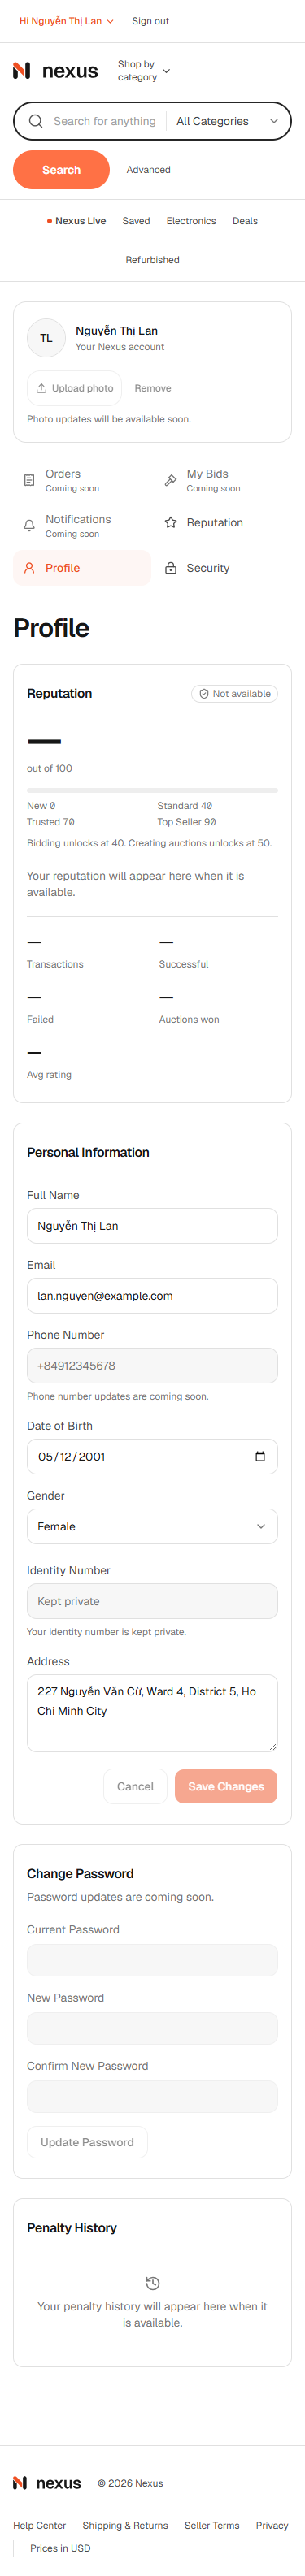 Hi Nguyễn Thị Lan Sign out
nexus
Shop by
category
Search for anything All Categories
Search Advanced
Nexus Live Saved Electronics Deals
Refurbished
TL
Nguyễn Thị Lan
Your Nexus account
Upload photo Remove
Photo updates will be available soon.
Orders
Coming soon
My Bids
Coming soon
Notifications
Coming soon
Reputation
Profile Security
Profile
Reputation Not available
—
out of 100
New 0 Standard 40
Trusted 70 Top Seller 90
Bidding unlocks at 40. Creating auctions unlocks at 50.
Your reputation will appear here when it is
available.
— —
Transactions Successful
— —
Failed Auctions won
—
Avg rating
Personal Information
Full Name
Nguyễn Thị Lan
Email
lan.nguyen@example.com
Phone Number
+84912345678
Phone number updates are coming soon.
Date of Birth
05/12/2001
Gender
Female
Identity Number
Kept private
Your identity number is kept private.
Address
227 Nguyễn Văn Cừ, Ward 4, District 5, Ho
Chi Minh City
Cancel Save Changes
Change Password
Password updates are coming soon.
Current Password
New Password
Confirm New Password
Update Password
Penalty History
Your penalty history will appear here when it
is available.
nexus © 2026 Nexus
Help Center Shipping & Returns Seller Terms Privacy
Prices in USD